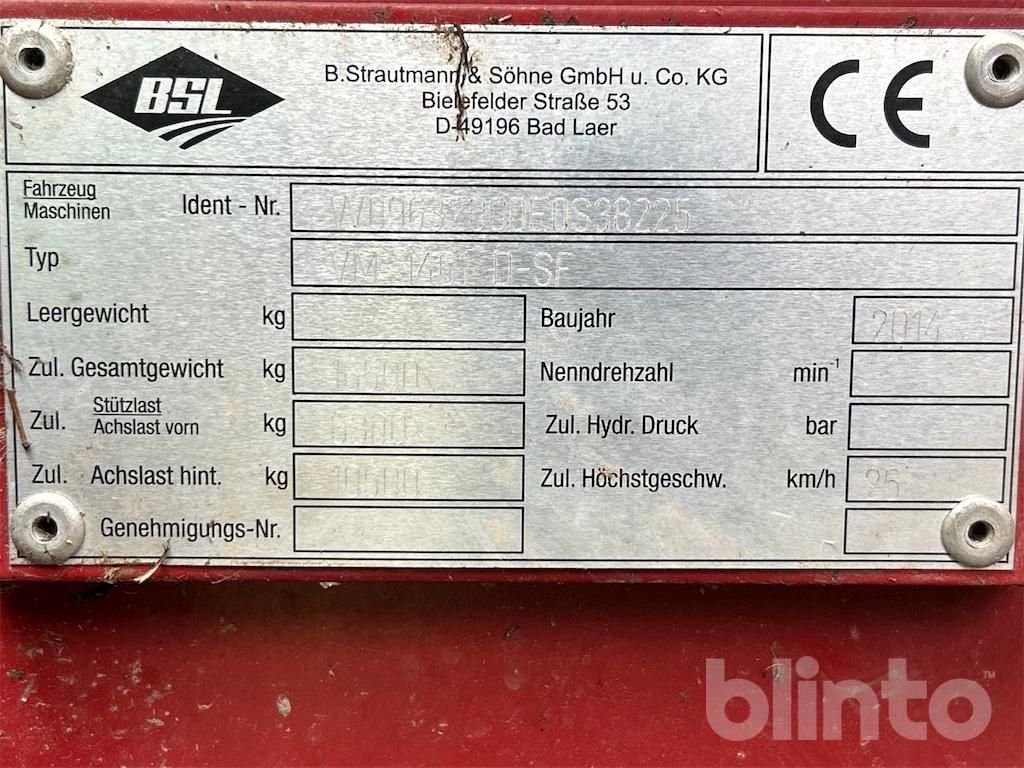 BSL
B.Strautmann & Söhne GmbH u. Co. KG
Bielefelder Straße 53
D-49196 Bad Laer
CE
Fahrzeug
Maschinen
Ident - Nr.
Typ
Leergewicht kg
Baujahr 2014
Zul. Gesamtgewicht kg
Nenndrehzahl min-1
Zul. Stützlast
Achslast vorn kg
Zul. Hydr. Druck bar
Zul. Achslast hint. kg
Zul. Höchstgeschw. km/h 25
Genehmigungs-Nr.
blinto™